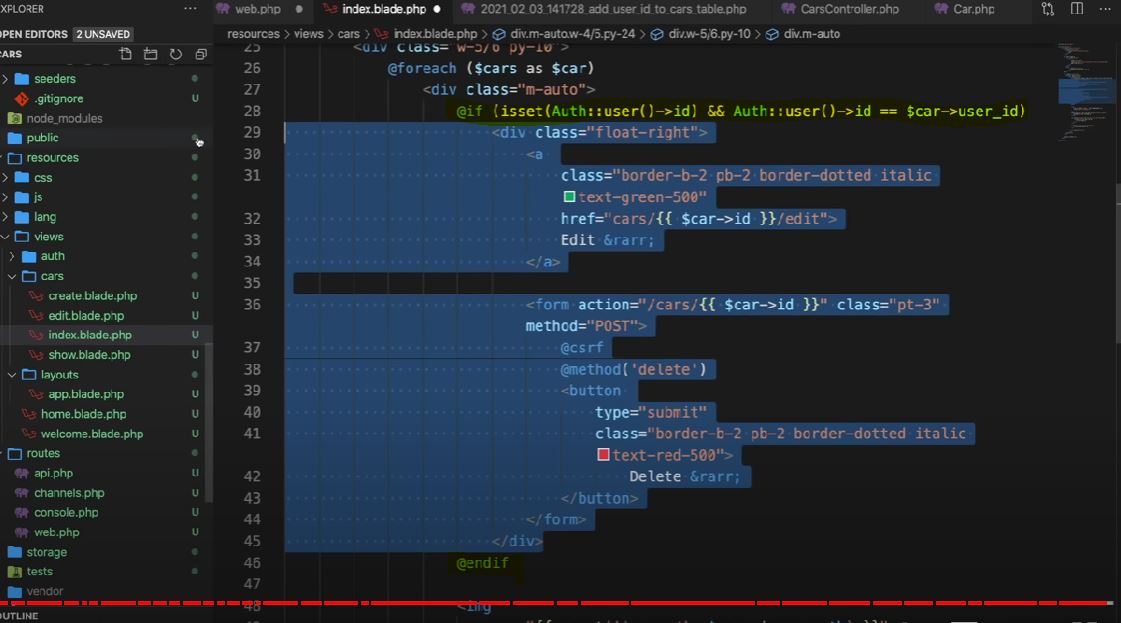 XPLORER
...
web.php
index.blade.php
2021_02_03_141728_add_user_id_to_cars_table.php
CarsController.php
Car.php
...
OPEN EDITORS 2 UNSAVED
resources > views > cars > index.blade.php > div.m-auto.w-4/5.py-24 > div.w-5/6.py-10 > div.m-auto
CARS
seeders
.gitignore U
node_modules
public
resources
css
js
lang
views
auth
cars
create.blade.php U
edit.blade.php U
index.blade.php U
show.blade.php U
layouts
app.blade.php U
home.blade.php U
welcome.blade.php U
routes
api.php U
channels.php U
console.php U
web.php U
storage
tests
vendor
OUTLINE
25 <div class="w-5/6 py-10">
26 @foreach ($cars as $car)
27 <div class="m-auto">
28 @if (isset(Auth::user()->id) && Auth::user()->id == $car->user_id)
29 <div class="float-right">
30 <a
31 class="border-b-2 pb-2 border-dotted italic
text-green-500"
32 href="cars/{{ $car->id }}/edit">
33 Edit &rarr;
34 </a>
35
36 <form action="/cars/{{ $car->id }}" class="pt-3"
method="POST">
37 @csrf
38 @method('delete')
39 <button
40 type="submit"
41 class="border-b-2 pb-2 border-dotted italic
text-red-500">
42 Delete &rarr;
43 </button>
44 </form>
45 </div>
46 @endif
47
48 <img